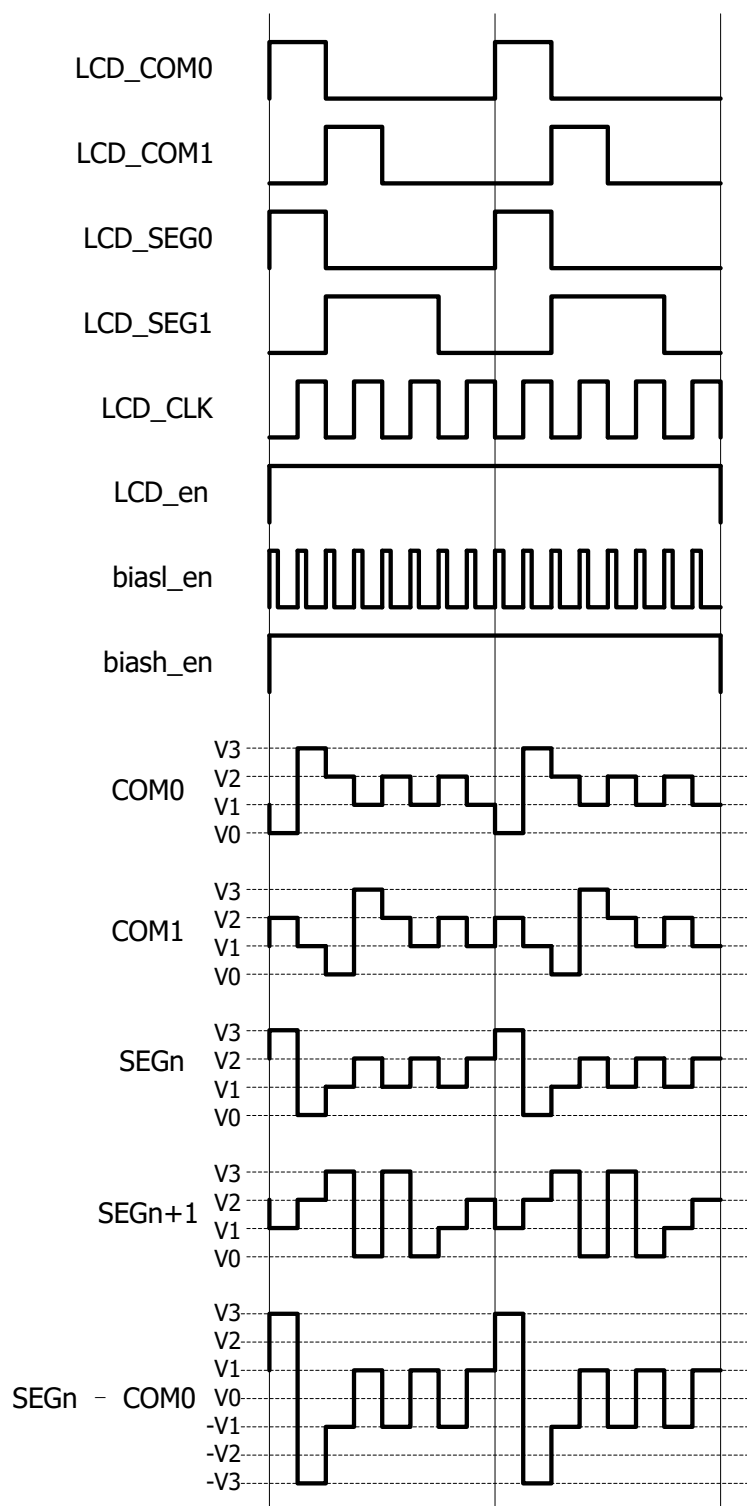 LCD_COM0
LCD_COM1
LCD_SEG0
LCD_SEG1
LCD_CLK
LCD_en
biasl_en
biash_en
V3
V2
COM0
V1
V0
V3
V2
COM1
V1
V0
V3
SEGn
V2
V1
V0
V3
V2
SEGn+1
V1
V0
V3
V2
V1
SEGn - COM0
V0
-V1
-V2
-V3